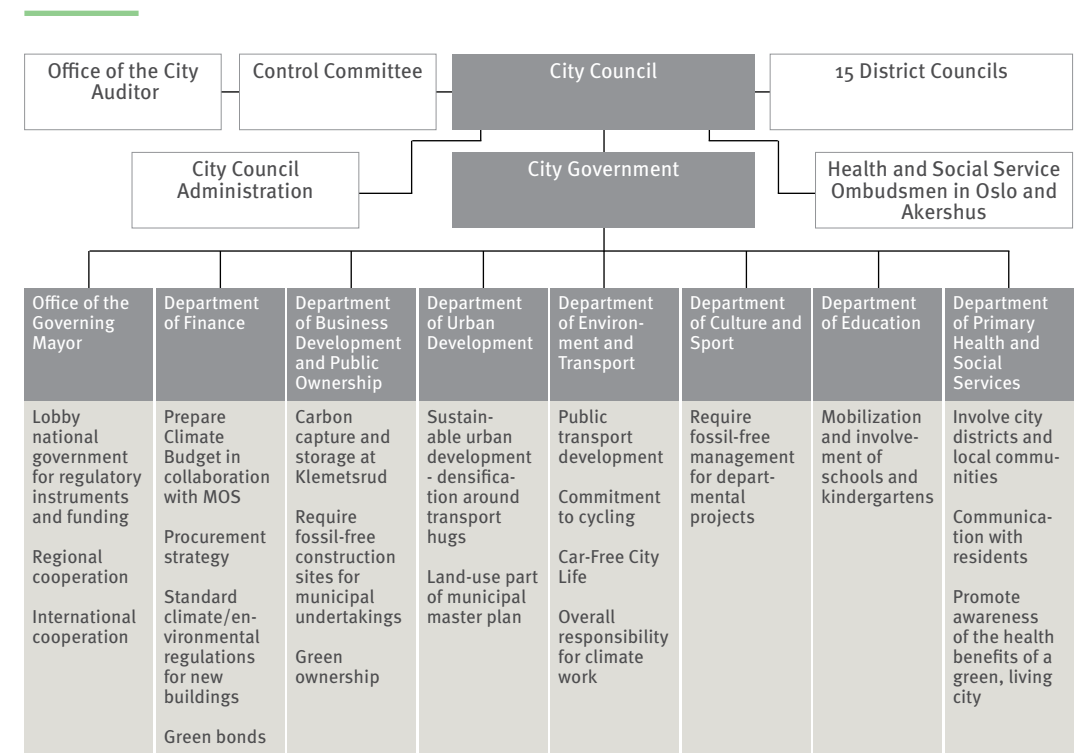 Office of the City
Auditor
Control Committee
City Council
15 District Councils
City Council
Administration
City Government
Health and Social Service
Ombudsmen in Oslo and
Akershus
Office of the
Governing
Mayor
Department
of Finance
Department
of Business
Development
and Public
Ownership
Department
of Urban
Development
Department
of Environ-
ment and
Transport
Department
of Culture and
Sport
Department
of Education
Department
of Primary
Health and
Social
Services
Lobby
national
government
for regulatory
instruments
and funding
Regional
cooperation
International
cooperation
Prepare
Climate
Budget in
collaboration
with MOS
Procurement
strategy
Standard
climate/en-
vironmental
regulations
for new
buildings
Green bonds
Carbon
capture and
storage at
Klemetsrud
Require
fossil-free
construction
sites for
municipal
undertakings
Green
ownership
Sustain-
able urban
development
- densifica-
tion around
transport
hugs
Land-use part
of municipal
master plan
Public
transport
development
Commitment
to cycling
Car-Free City
Life
Overall
responsibility
for climate
work
Require
fossil-free
management
for depart-
mental
projects
Mobilization
and involve-
ment of
schools and
kindergartens
Involve city
districts and
local commu-
nities
Communica-
tion with
residents
Promote
awareness
of the health
benefits of a
green, living
city